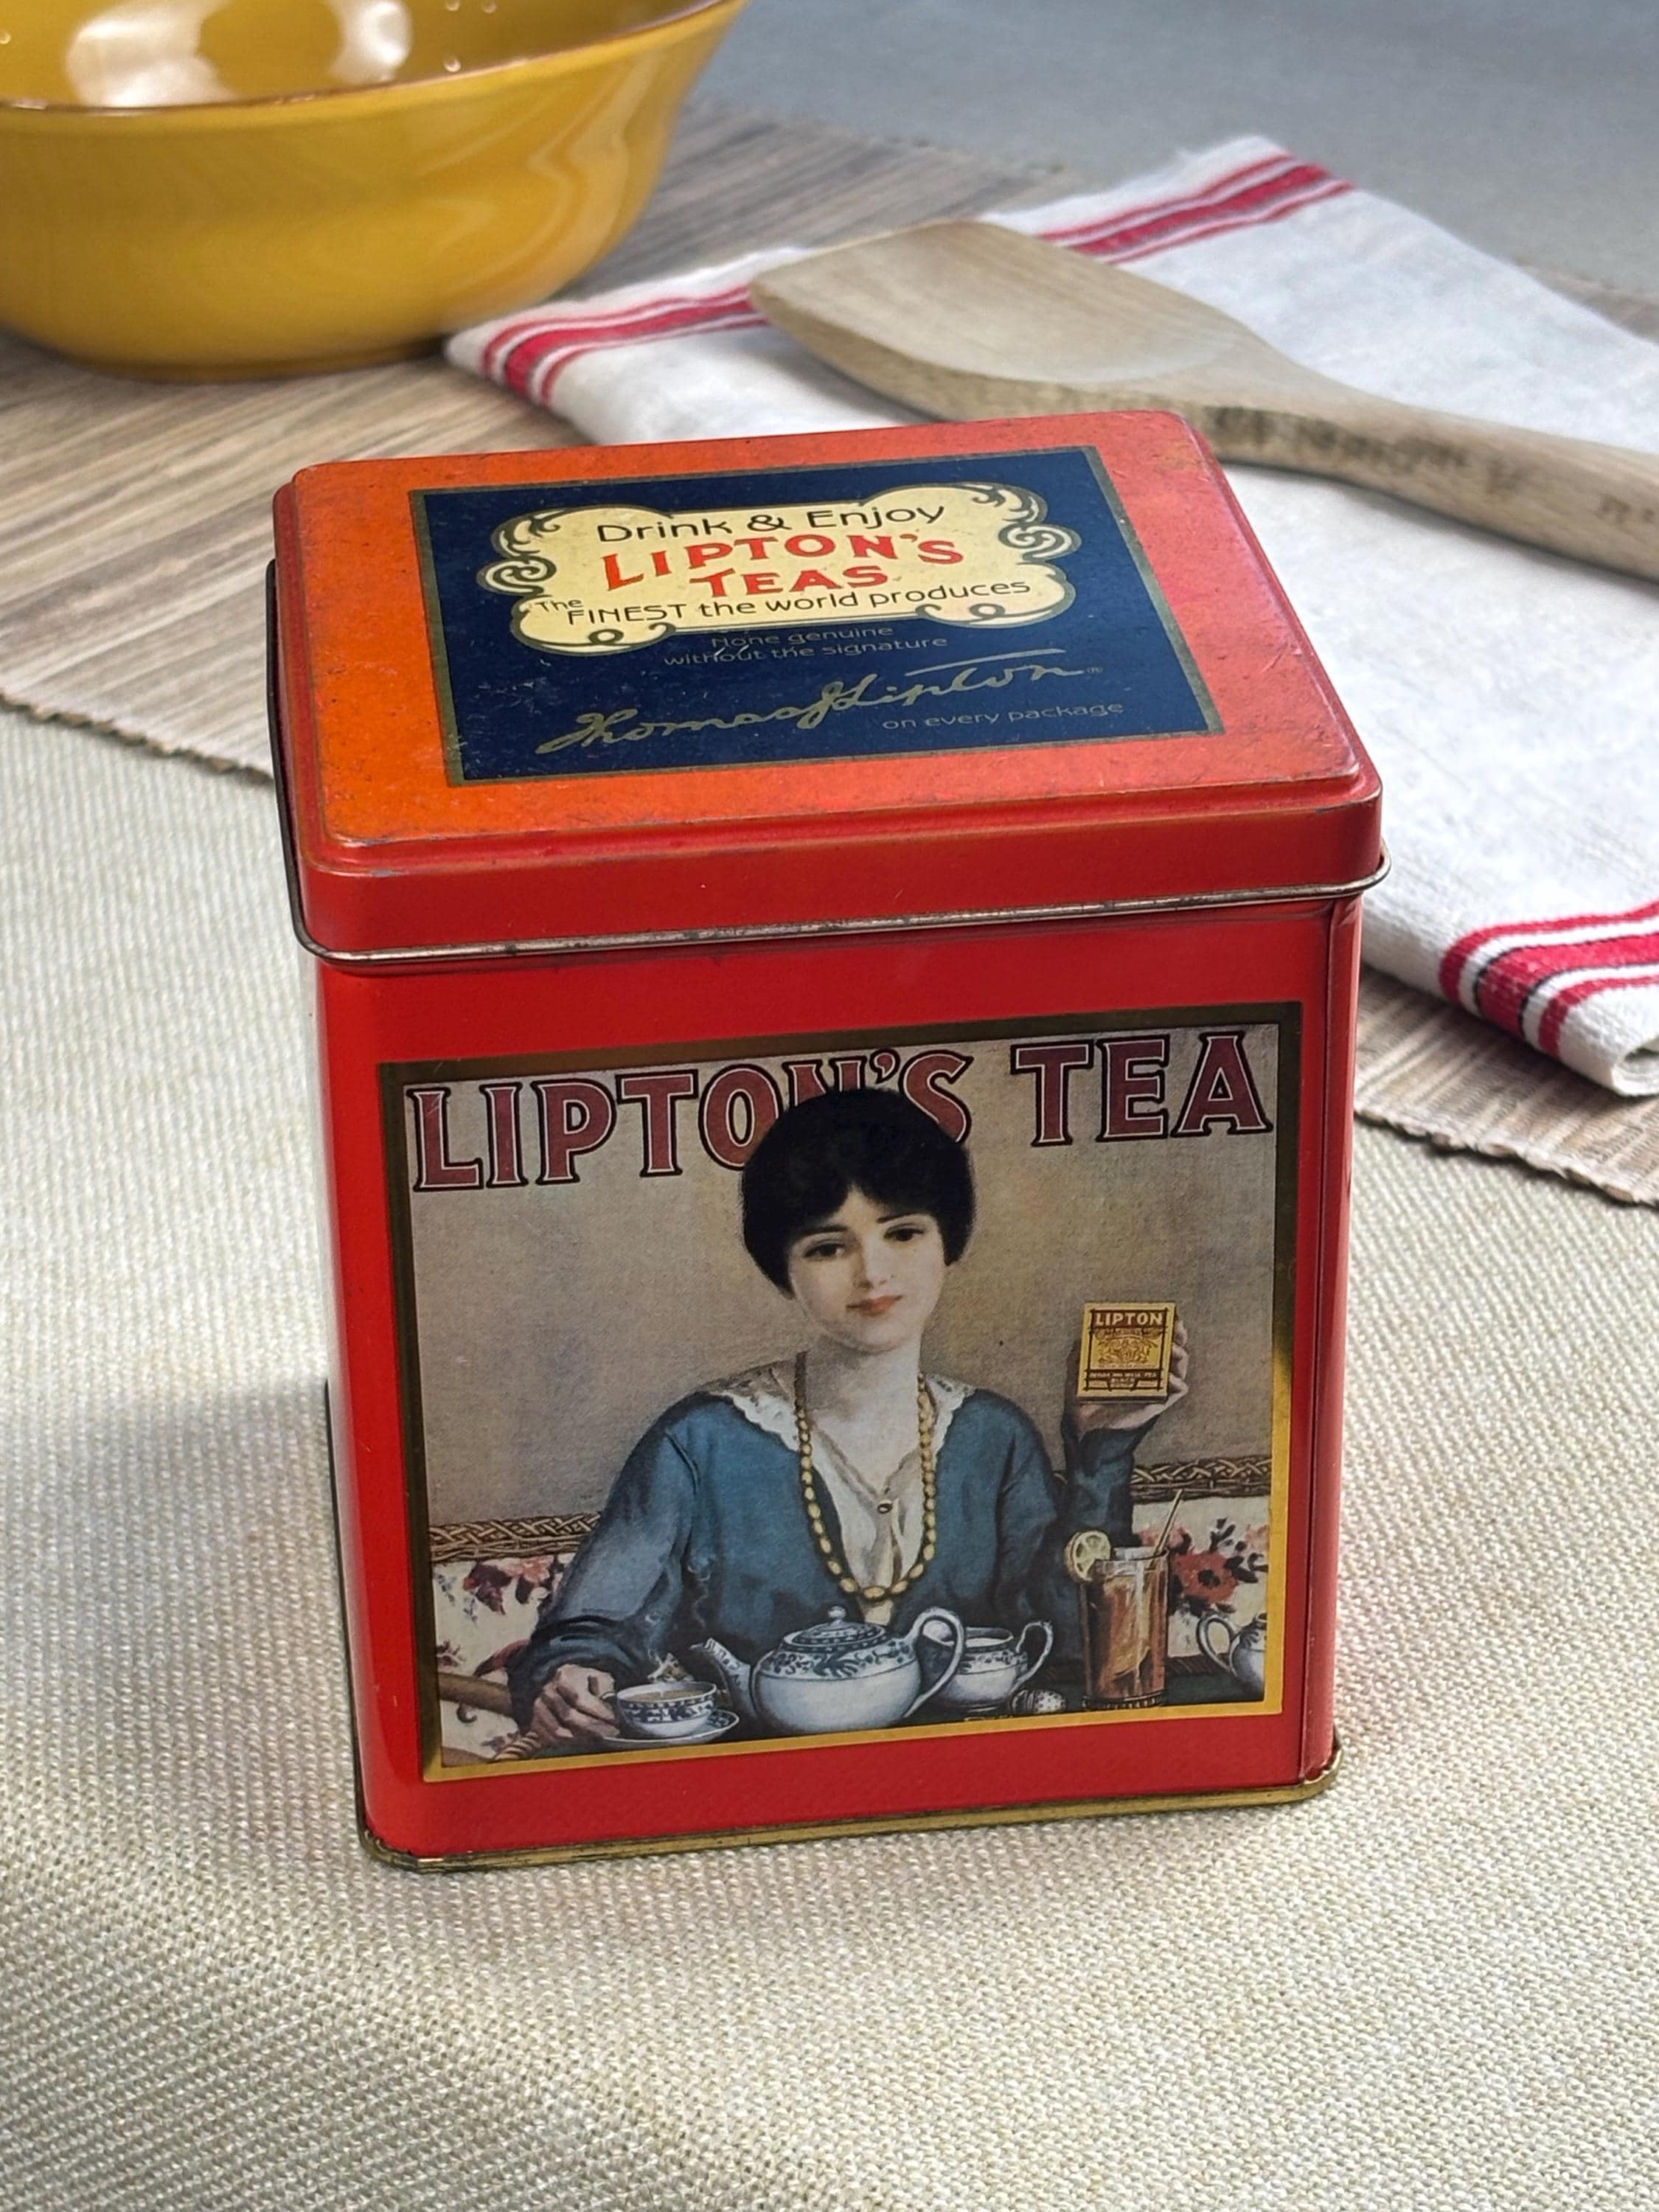 Drink & Enjoy
LIPTON'S
TEAS
The FINEST the world produces
None genuine
without the signature
Thomas J Lipton ®
on every package
LIPTON'S TEA
LIPTON